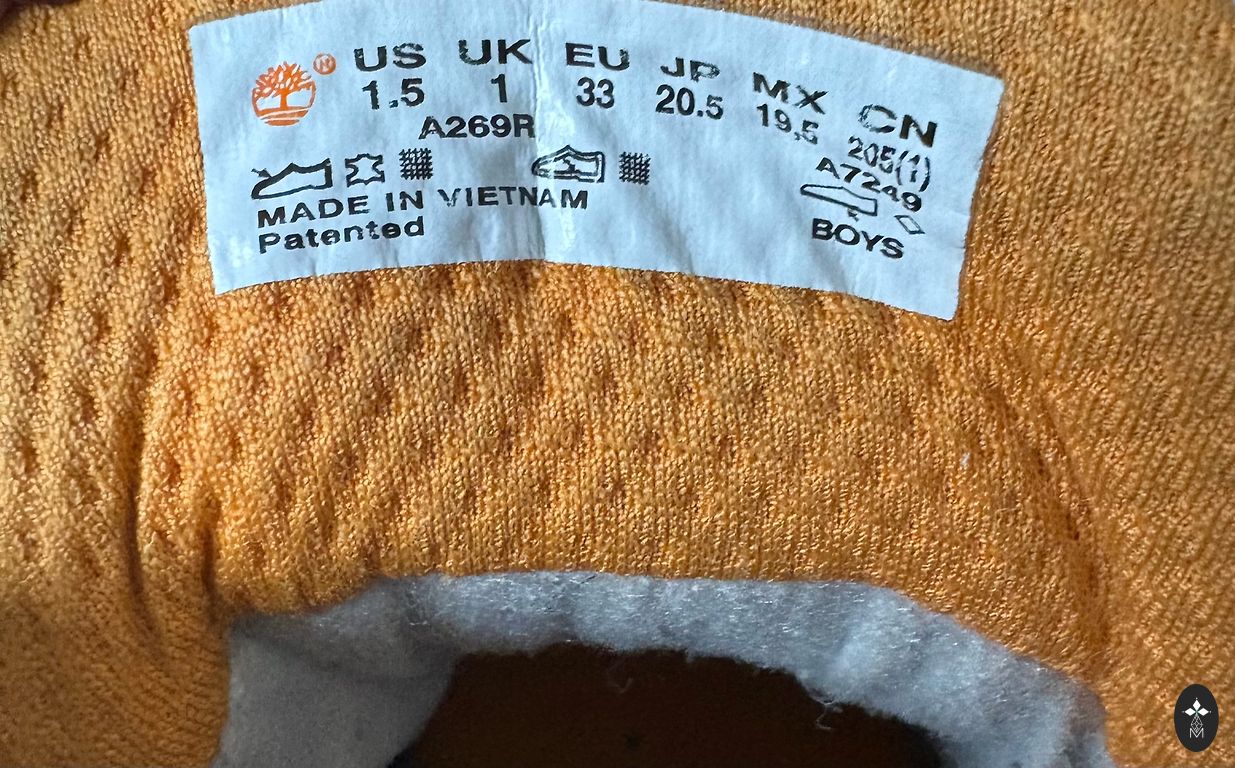 US UK EU JP MX CN
1.5 1 33 20.5 19.5 205(1)
A269R A7249
MADE IN VIETNAM
Patented BOYS
M